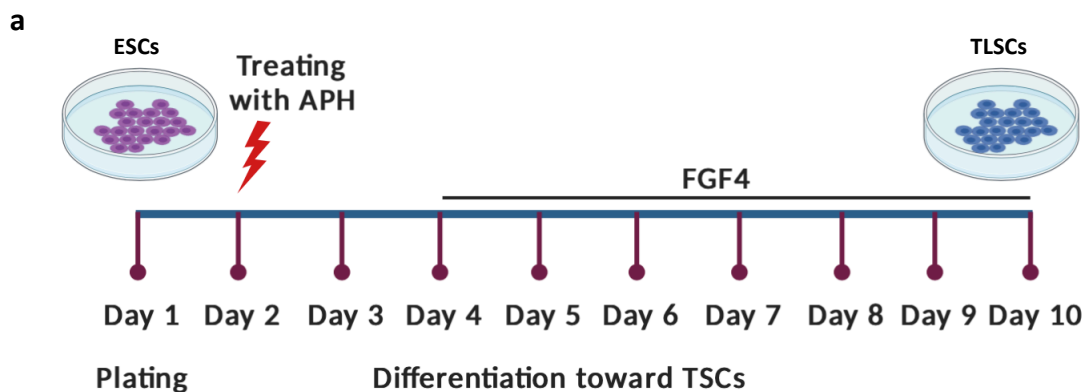 a
ESCs
TLSCs
Treating
with APH
FGF4
Day 1 Day 2 Day 3 Day 4 Day 5 Day 6 Day 7 Day 8 Day 9 Day 10
Plating Differentiation toward TSCs